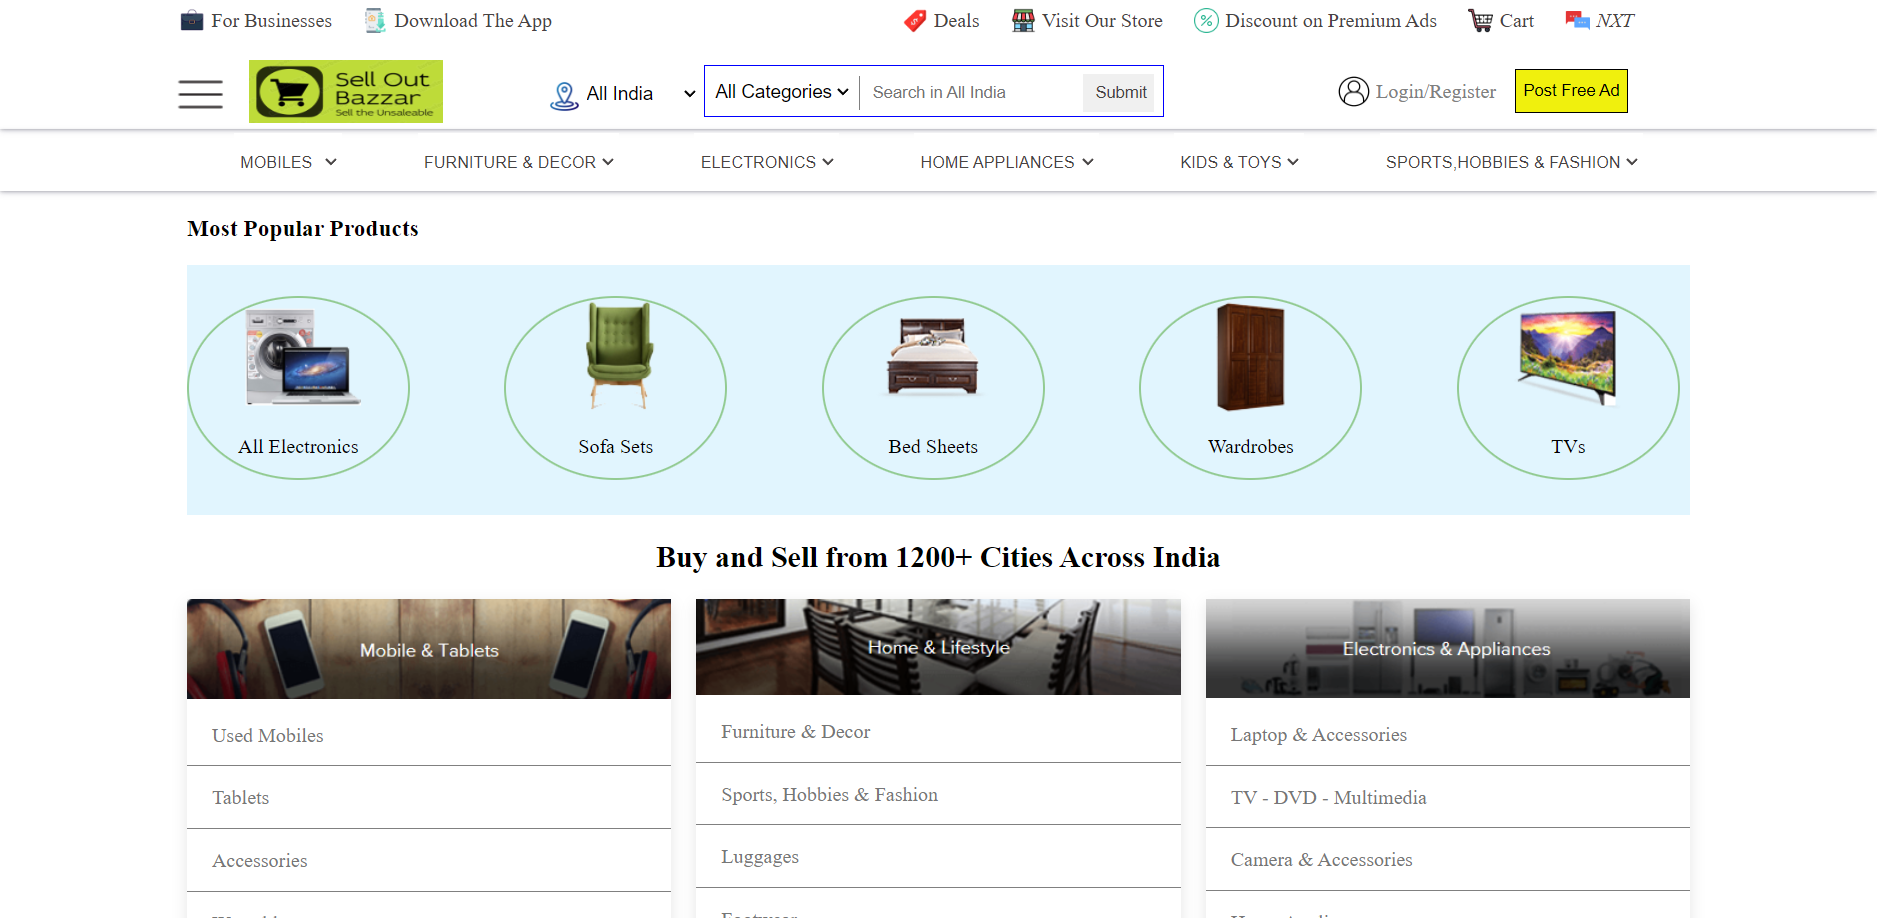 For Businesses
Download The App
Deals
Visit Our Store
Discount on Premium Ads
Cart
NXT
Sell Out
Bazzar
Sell the Unsaleable
All India
All Categories
Search in All India
Submit
Login/Register
Post Free Ad
MOBILES
FURNITURE & DECOR
ELECTRONICS
HOME APPLIANCES
KIDS & TOYS
SPORTS,HOBBIES & FASHION
Most Popular Products
All Electronics
Sofa Sets
Bed Sheets
Wardrobes
TVs
Buy and Sell from 1200+ Cities Across India
Mobile & Tablets
Home & Lifestyle
Electronics & Appliances
Used Mobiles
Furniture & Decor
Laptop & Accessories
Tablets
Sports, Hobbies & Fashion
TV - DVD - Multimedia
Accessories
Luggages
Camera & Accessories